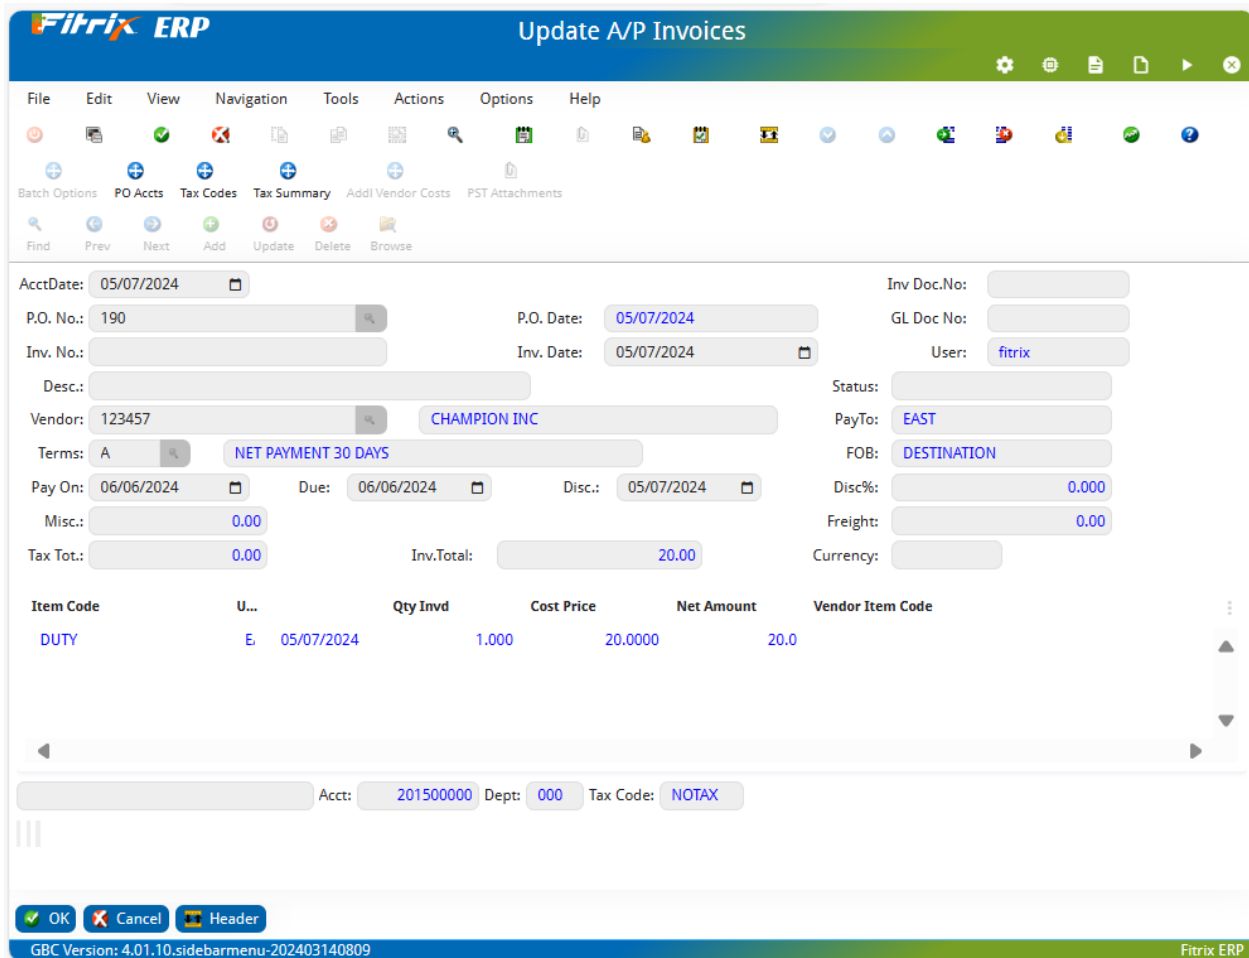 Fitrix ERP
Update A/P Invoices
File Edit View Navigation Tools Actions Options Help
Batch Options PO Accts Tax Codes Tax Summary Addl Vendor Costs PST Attachments
Find Prev Next Add Update Delete Browse
AcctDate: 05/07/2024 Inv Doc.No:
P.O. No.: 190 P.O. Date: 05/07/2024 GL Doc No:
Inv. No.: Inv. Date: 05/07/2024 User: fitrix
Desc.: Status:
Vendor: 123457 CHAMPION INC PayTo: EAST
Terms: A NET PAYMENT 30 DAYS FOB: DESTINATION
Pay On: 06/06/2024 Due: 06/06/2024 Disc.: 05/07/2024 Disc%: 0.000
Misc.: 0.00 Freight: 0.00
Tax Tot.: 0.00 Inv.Total: 20.00 Currency:
Item Code U... Qty Invd Cost Price Net Amount Vendor Item Code
DUTY 05/07/2024 1.000 20.0000 20.0
Acct: 201500000 Dept: 000 Tax Code: NOTAX
OK Cancel Header
GBC Version: 4.01.10.sidebarmenu-202403140809 Fitrix ERP